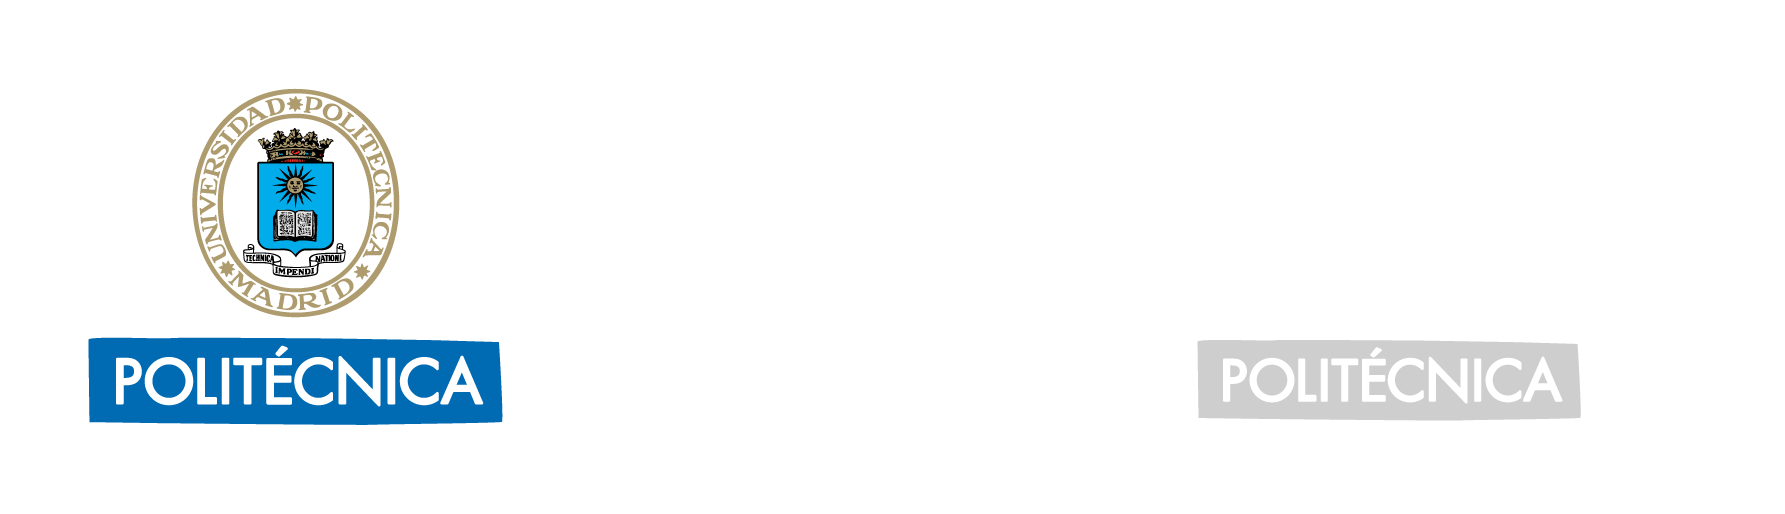 UNIVERSIDAD POLITECNICA
MADRID
TECHNICA
IMPENDI
NATIONI
POLITÉCNICA
POLITÉCNICA